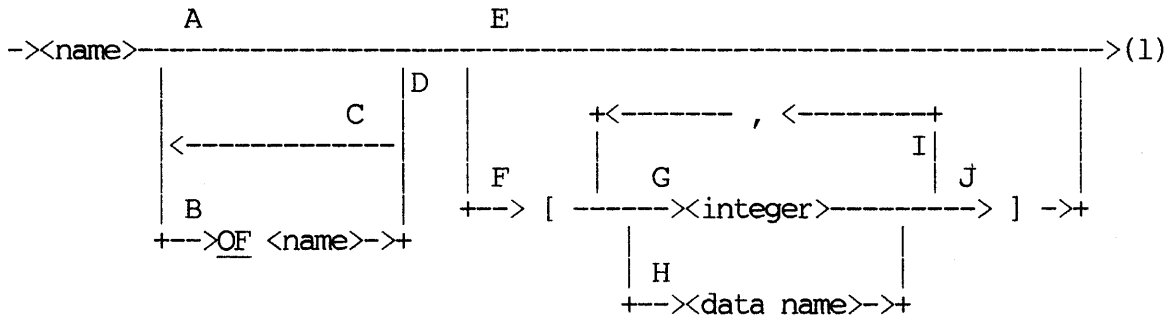 A E
-><name>------------------------------------------------------------------>(1)
D
+<------- , <-------+
C
<--------------- I
F G J
B +--> [ ------><integer>---------> ] ->+
+-->OF <name>->+
H
+--><data name>->+